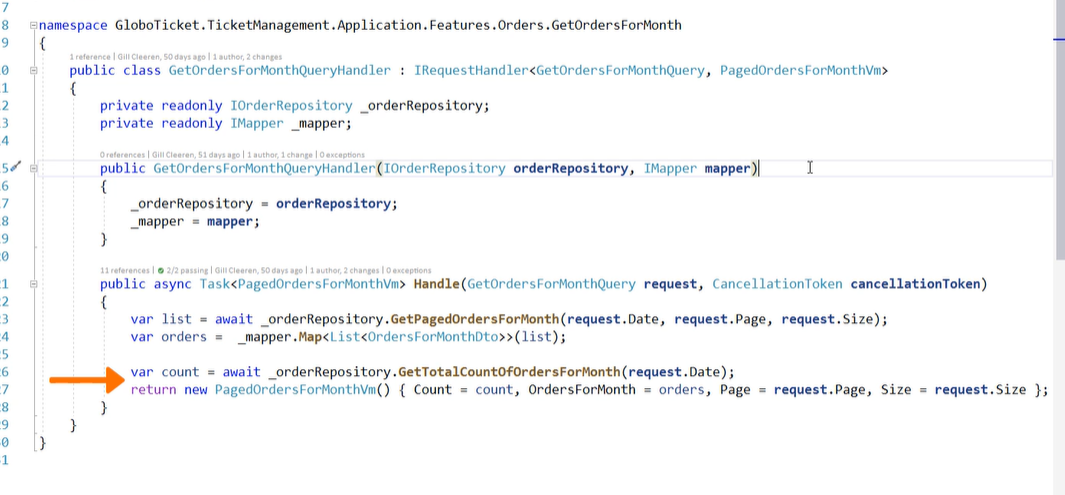 7
8 namespace GloboTicket.TicketManagement.Application.Features.Orders.GetOrdersForMonth
9 {
1 reference | Gill Cleeren, 50 days ago | 1 author, 2 changes
0 public class GetOrdersForMonthQueryHandler : IRequestHandler<GetOrdersForMonthQuery, PagedOrdersForMonthVm>
1 {
2 private readonly IOrderRepository _orderRepository;
3 private readonly IMapper _mapper;
4
0 references | Gill Cleeren, 51 days ago | 1 author, 1 change | 0 exceptions
5 public GetOrdersForMonthQueryHandler(IOrderRepository orderRepository, IMapper mapper)
6 {
7 _orderRepository = orderRepository;
8 _mapper = mapper;
9 }
0
11 references | 2/2 passing | Gill Cleeren, 50 days ago | 1 author, 2 changes | 0 exceptions
1 public async Task<PagedOrdersForMonthVm> Handle(GetOrdersForMonthQuery request, CancellationToken cancellationToken)
2 {
3 var list = await _orderRepository.GetPagedOrdersForMonth(request.Date, request.Page, request.Size);
4 var orders = _mapper.Map<List<OrdersForMonthDto>>(list);
5
6 var count = await _orderRepository.GetTotalCountOfOrdersForMonth(request.Date);
7 return new PagedOrdersForMonthVm() { Count = count, OrdersForMonth = orders, Page = request.Page, Size = request.Size };
8 }
9 }
0 }
1